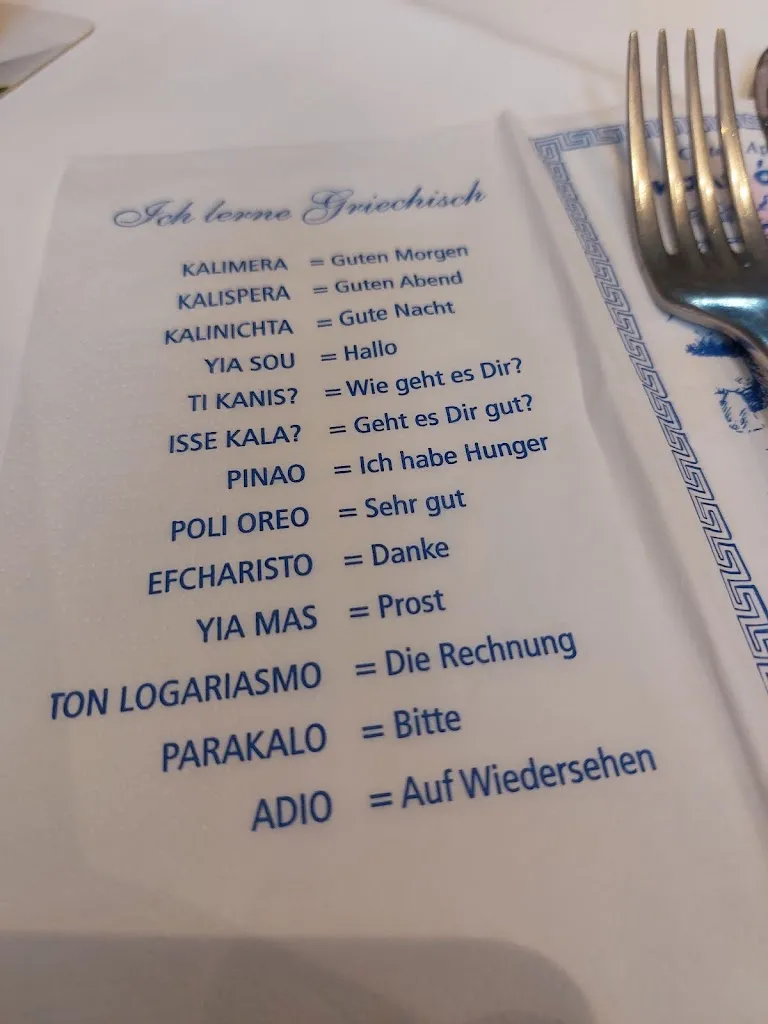 Ich lerne Griechisch
KALIMERA = Guten Morgen
KALISPERA = Guten Abend
KALINICHTA = Gute Nacht
YIA SOU = Hallo
TI KANIS? = Wie geht es Dir?
ISSE KALA? = Geht es Dir gut?
PINAO = Ich habe Hunger
POLI OREO = Sehr gut
EFCHARISTO = Danke
YIA MAS = Prost
TON LOGARIASMO = Die Rechnung
PARAKALO = Bitte
ADIO = Auf Wiedersehen